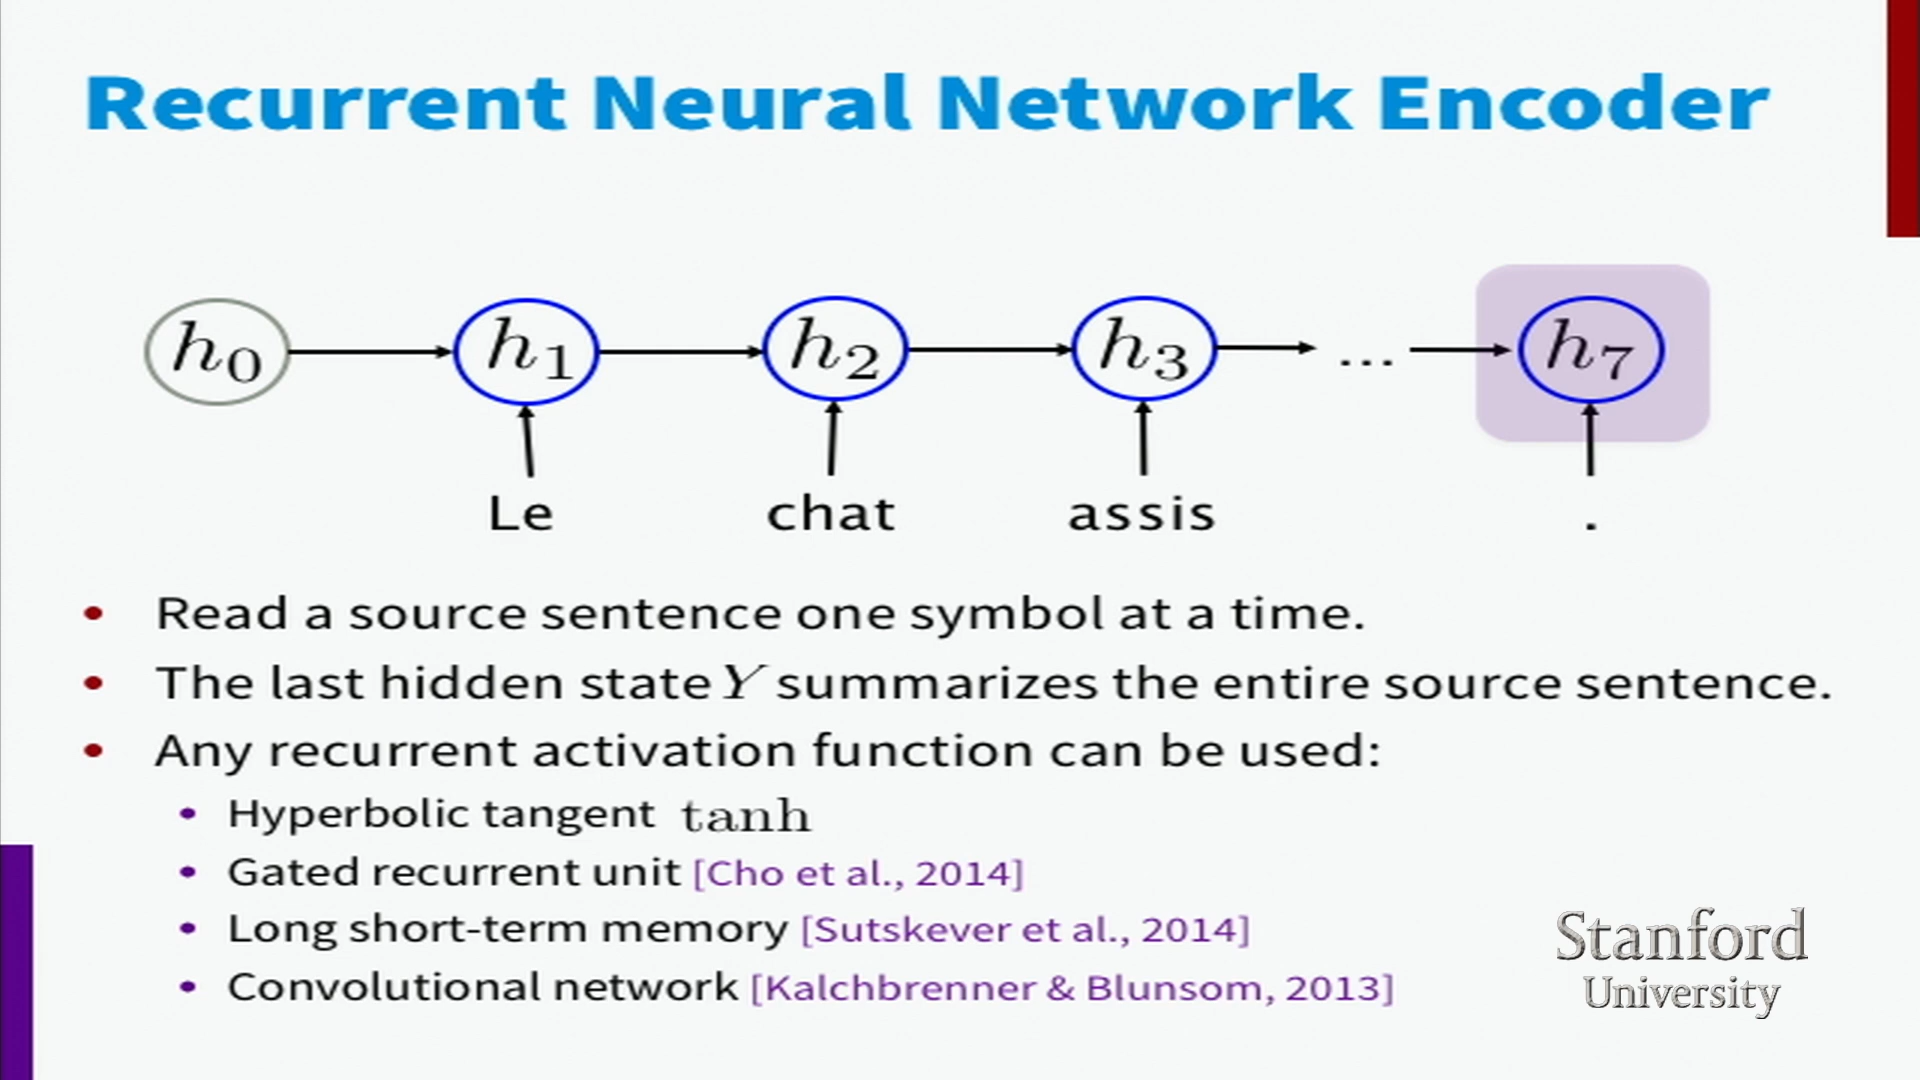 Recurrent Neural Network Encoder
h0 h1 h2 h3 ... h7
Le chat assis .
• Read a source sentence one symbol at a time.
• The last hidden state Y summarizes the entire source sentence.
• Any recurrent activation function can be used:
• Hyperbolic tangent tanh
• Gated recurrent unit [Cho et al., 2014]
• Long short-term memory [Sutskever et al., 2014]
• Convolutional network [Kalchbrenner & Blunsom, 2013]
Stanford
University